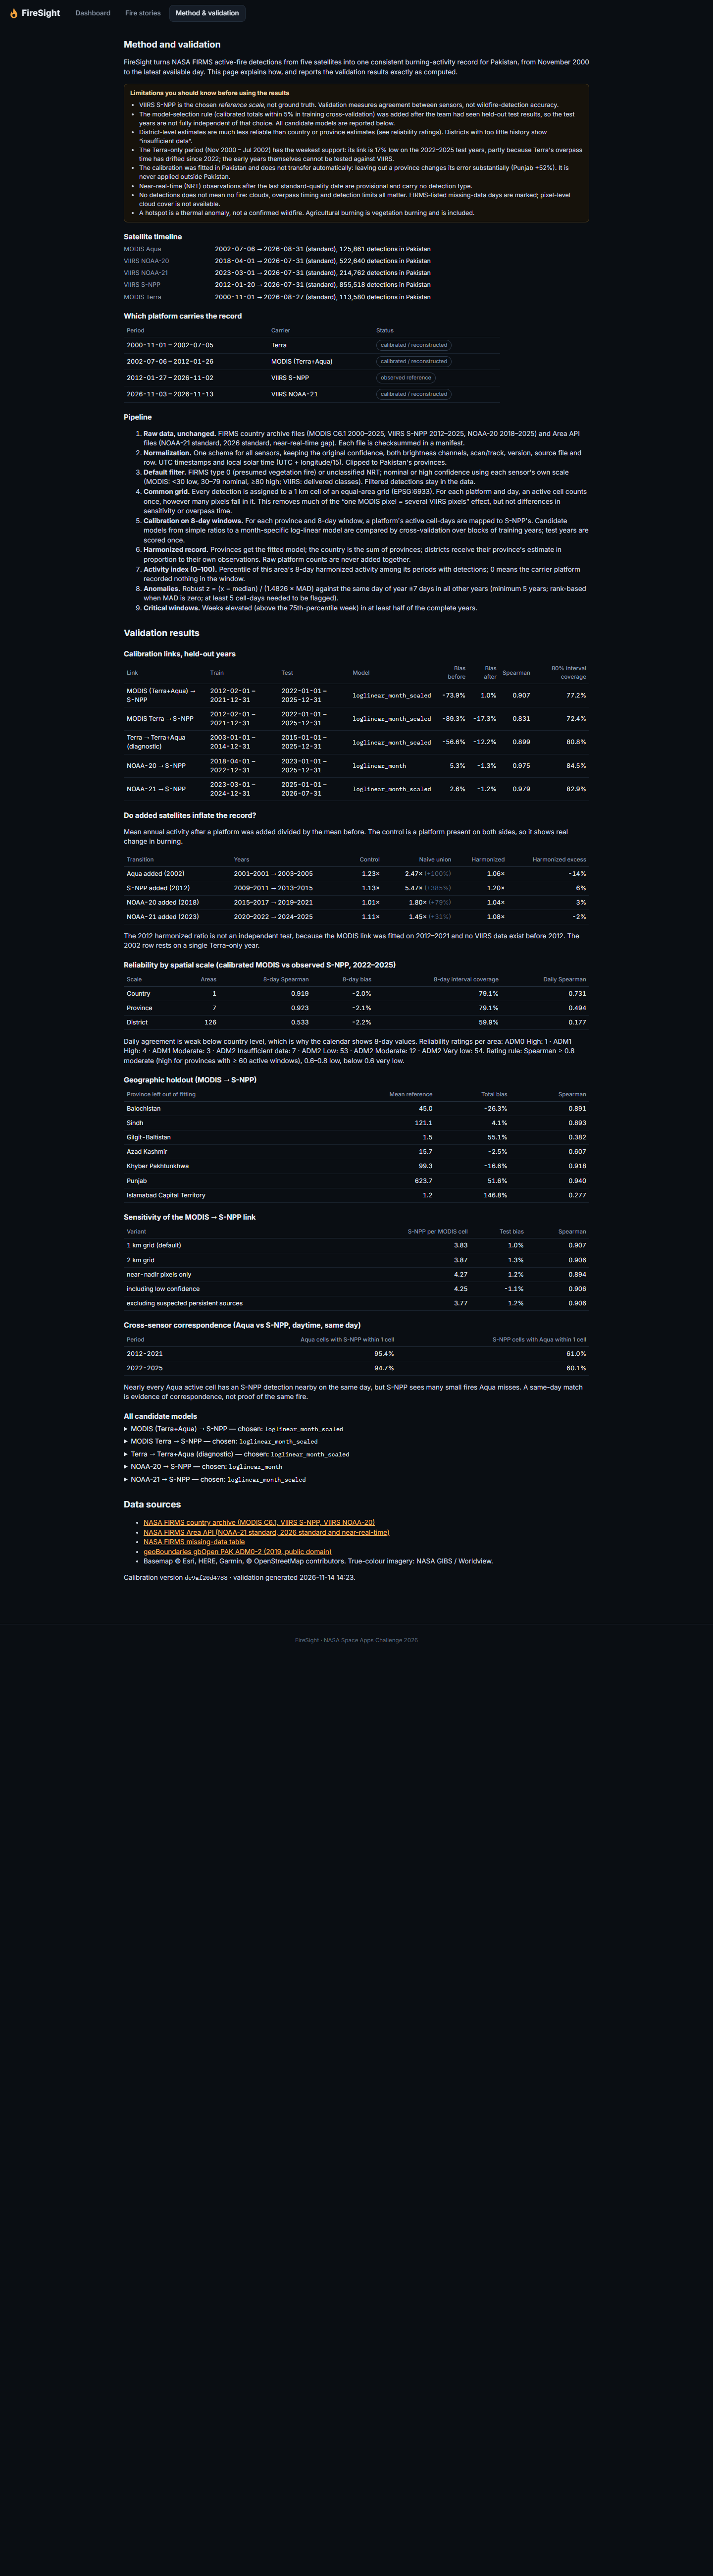 FireSight Dashboard Fire stories Method & validation
Method and validation
FireSight turns NASA FIRMS active-fire detections from five satellites into one consistent burning-activity record for Pakistan, from November 2000
to the latest available day. This page explains how, and reports the validation results exactly as computed.
Limitations you should know before using the results
• VIIRS S-NPP is the chosen reference scale, not ground truth. Validation measures agreement between sensors, not wildfire-detection accuracy.
• The model-selection rule (calibrated totals within 5% in training cross-validation) was added after the team had seen held-out test results, so the test
years are not fully independent of that choice. All candidate models are reported below.
• District-level estimates are much less reliable than country or province estimates (see reliability ratings). Districts with too little history show
"insufficient data".
• The Terra-only period (Nov 2000 – Jul 2002) has the weakest support: its link is 17% low on the 2022–2025 test years, partly because Terra's overpass
time has drifted since 2022; the early years themselves cannot be tested against VIIRS.
• The calibration was fitted in Pakistan and does not transfer automatically: leaving out a province changes its error substantially (Punjab +52%). It is
never applied outside Pakistan.
• Near-real-time (NRT) observations after the last standard-quality date are provisional and carry no detection type.
• No detections does not mean no fire: clouds, overpass timing and detection limits all matter. FIRMS-listed missing-data days are marked; pixel-level
cloud cover is not available.
• A hotspot is a thermal anomaly, not a confirmed wildfire. Agricultural burning is vegetation burning and is included.
Satellite timeline
MODIS Aqua 2002-07-06 → 2026-08-31 (standard), 125,861 detections in Pakistan
VIIRS NOAA-20 2018-04-01 → 2026-07-31 (standard), 522,640 detections in Pakistan
VIIRS NOAA-21 2023-03-01 → 2026-07-31 (standard), 214,762 detections in Pakistan
VIIRS S-NPP 2012-01-20 → 2026-07-31 (standard), 855,518 detections in Pakistan
MODIS Terra 2000-11-01 → 2026-08-27 (standard), 113,580 detections in Pakistan
Which platform carries the record
Period Carrier Status
2000-11-01 – 2002-07-05 Terra calibrated / reconstructed
2002-07-06 – 2012-01-26 MODIS (Terra+Aqua) calibrated / reconstructed
2012-01-27 – 2026-11-02 VIIRS S-NPP observed reference
2026-11-03 – 2026-11-13 VIIRS NOAA-21 calibrated / reconstructed
Pipeline
1. Raw data, unchanged. FIRMS country archive files (MODIS C6.1 2000–2025, VIIRS S-NPP 2012–2025, NOAA-20 2018–2025) and Area API
files (NOAA-21 standard, 2026 standard, near-real-time gap). Each file is checksummed in a manifest.
2. Normalization. One schema for all sensors, keeping the original confidence, both brightness channels, scan/track, version, source file and
row. UTC timestamps and local solar time (UTC + longitude/15). Clipped to Pakistan's provinces.
3. Default filter. FIRMS type 0 (presumed vegetation fire) or unclassified NRT; nominal or high confidence using each sensor's own scale
(MODIS: <30 low, 30–79 nominal, ≥80 high; VIIRS: delivered classes). Filtered detections stay in the data.
4. Common grid. Every detection is assigned to a 1 km cell of an equal-area grid (EPSG:6933). For each platform and day, an active cell counts
once, however many pixels fall in it. This removes much of the "one MODIS pixel = several VIIRS pixels" effect, but not differences in
sensitivity or overpass time.
5. Calibration on 8-day windows. For each province and 8-day window, a platform's active cell-days are mapped to S-NPP's. Candidate
models from simple ratios to a month-specific log-linear model are compared by cross-validation over blocks of training years; test years are
scored once.
6. Harmonized record. Provinces get the fitted model; the country is the sum of provinces; districts receive their province's estimate in
proportion to their own observations. Raw platform counts are never added together.
7. Activity index (0–100). Percentile of this area's 8-day harmonized activity among its periods with detections; 0 means the carrier platform
recorded nothing in the window.
8. Anomalies. Robust z = (x − median) / (1.4826 × MAD) against the same day of year ±7 days in all other years (minimum 5 years; rank-based
when MAD is zero; at least 5 cell-days needed to be flagged).
9. Critical windows. Weeks elevated (above the 75th-percentile week) in at least half of the complete years.
Validation results
Calibration links, held-out years
Link Train Test Model Bias before Bias after Spearman 80% interval coverage
MODIS (Terra+Aqua) → S-NPP 2012-02-01 – 2021-12-31 2022-01-01 – 2025-12-31 loglinear_month_scaled -73.9% 1.0% 0.907 77.2%
MODIS Terra → S-NPP 2012-02-01 – 2021-12-31 2022-01-01 – 2025-12-31 loglinear_month_scaled -89.3% -17.3% 0.831 72.4%
Terra → Terra+Aqua (diagnostic) 2003-01-01 – 2014-12-31 2015-01-01 – 2025-12-31 loglinear_month_scaled -56.6% -12.2% 0.899 80.8%
NOAA-20 → S-NPP 2018-04-01 – 2022-12-31 2023-01-01 – 2025-12-31 loglinear_month 5.3% -1.3% 0.975 84.5%
NOAA-21 → S-NPP 2023-03-01 – 2024-12-31 2025-01-01 – 2026-07-31 loglinear_month_scaled 2.6% -1.2% 0.979 82.9%
Do added satellites inflate the record?
Mean annual activity after a platform was added divided by the mean before. The control is a platform present on both sides, so it shows real
change in burning.
Transition Years Control Naive union Harmonized Harmonized excess
Aqua added (2002) 2001–2001 → 2003–2005 1.23× 2.47× (+100%) 1.06× -14%
S-NPP added (2012) 2009–2011 → 2013–2015 1.13× 5.47× (+385%) 1.20× 6%
NOAA-20 added (2018) 2015–2017 → 2019–2021 1.01× 1.80× (+79%) 1.04× 3%
NOAA-21 added (2023) 2020–2022 → 2024–2025 1.11× 1.45× (+31%) 1.08× -2%
The 2012 harmonized ratio is not an independent test, because the MODIS link was fitted on 2012–2021 and no VIIRS data exist before 2012. The
2002 row rests on a single Terra-only year.
Reliability by spatial scale (calibrated MODIS vs observed S-NPP, 2022–2025)
Scale Areas 8-day Spearman 8-day bias 8-day interval coverage Daily Spearman
Country 1 0.919 -2.0% 79.1% 0.731
Province 7 0.923 -2.1% 79.1% 0.494
District 126 0.533 -2.2% 59.9% 0.177
Daily agreement is weak below country level, which is why the calendar shows 8-day values. Reliability ratings per area: ADM0 High: 1 · ADM1
High: 4 · ADM1 Moderate: 3 · ADM2 Insufficient data: 7 · ADM2 Low: 53 · ADM2 Moderate: 12 · ADM2 Very low: 54. Rating rule: Spearman ≥ 0.8
moderate (high for provinces with ≥ 60 active windows), 0.6–0.8 low, below 0.6 very low.
Geographic holdout (MODIS → S-NPP)
Province left out of fitting Mean reference Total bias Spearman
Balochistan 45.0 -26.3% 0.891
Sindh 121.1 4.1% 0.893
Gilgit-Baltistan 1.5 55.1% 0.382
Azad Kashmir 15.7 -2.5% 0.607
Khyber Pakhtunkhwa 99.3 -16.6% 0.918
Punjab 623.7 51.6% 0.940
Islamabad Capital Territory 1.2 146.8% 0.277
Sensitivity of the MODIS → S-NPP link
Variant S-NPP per MODIS cell Test bias Spearman
1 km grid (default) 3.83 1.0% 0.907
2 km grid 3.87 1.3% 0.906
near-nadir pixels only 4.27 1.2% 0.894
including low confidence 4.25 -1.1% 0.906
excluding suspected persistent sources 3.77 1.2% 0.906
Cross-sensor correspondence (Aqua vs S-NPP, daytime, same day)
Period Aqua cells with S-NPP within 1 cell S-NPP cells with Aqua within 1 cell
2012-2021 95.4% 61.0%
2022-2025 94.7% 60.1%
Nearly every Aqua active cell has an S-NPP detection nearby on the same day, but S-NPP sees many small fires Aqua misses. A same-day match
is evidence of correspondence, not proof of the same fire.
All candidate models
▶ MODIS (Terra+Aqua) → S-NPP — chosen: loglinear_month_scaled
▶ MODIS Terra → S-NPP — chosen: loglinear_month_scaled
▶ Terra → Terra+Aqua (diagnostic) — chosen: loglinear_month_scaled
▶ NOAA-20 → S-NPP — chosen: loglinear_month
▶ NOAA-21 → S-NPP — chosen: loglinear_month_scaled
Data sources
• NASA FIRMS country archive (MODIS C6.1, VIIRS S-NPP, VIIRS NOAA-20)
• NASA FIRMS Area API (NOAA-21 standard, 2026 standard and near-real-time)
• NASA FIRMS missing-data table
• geoBoundaries gbOpen PAK ADM0-2 (2019, public domain)
• Basemap © Esri, HERE, Garmin, © OpenStreetMap contributors. True-colour imagery: NASA GIBS / Worldview.
Calibration version de9af20d4788 · validation generated 2026-11-14 14:23.
FireSight · NASA Space Apps Challenge 2026